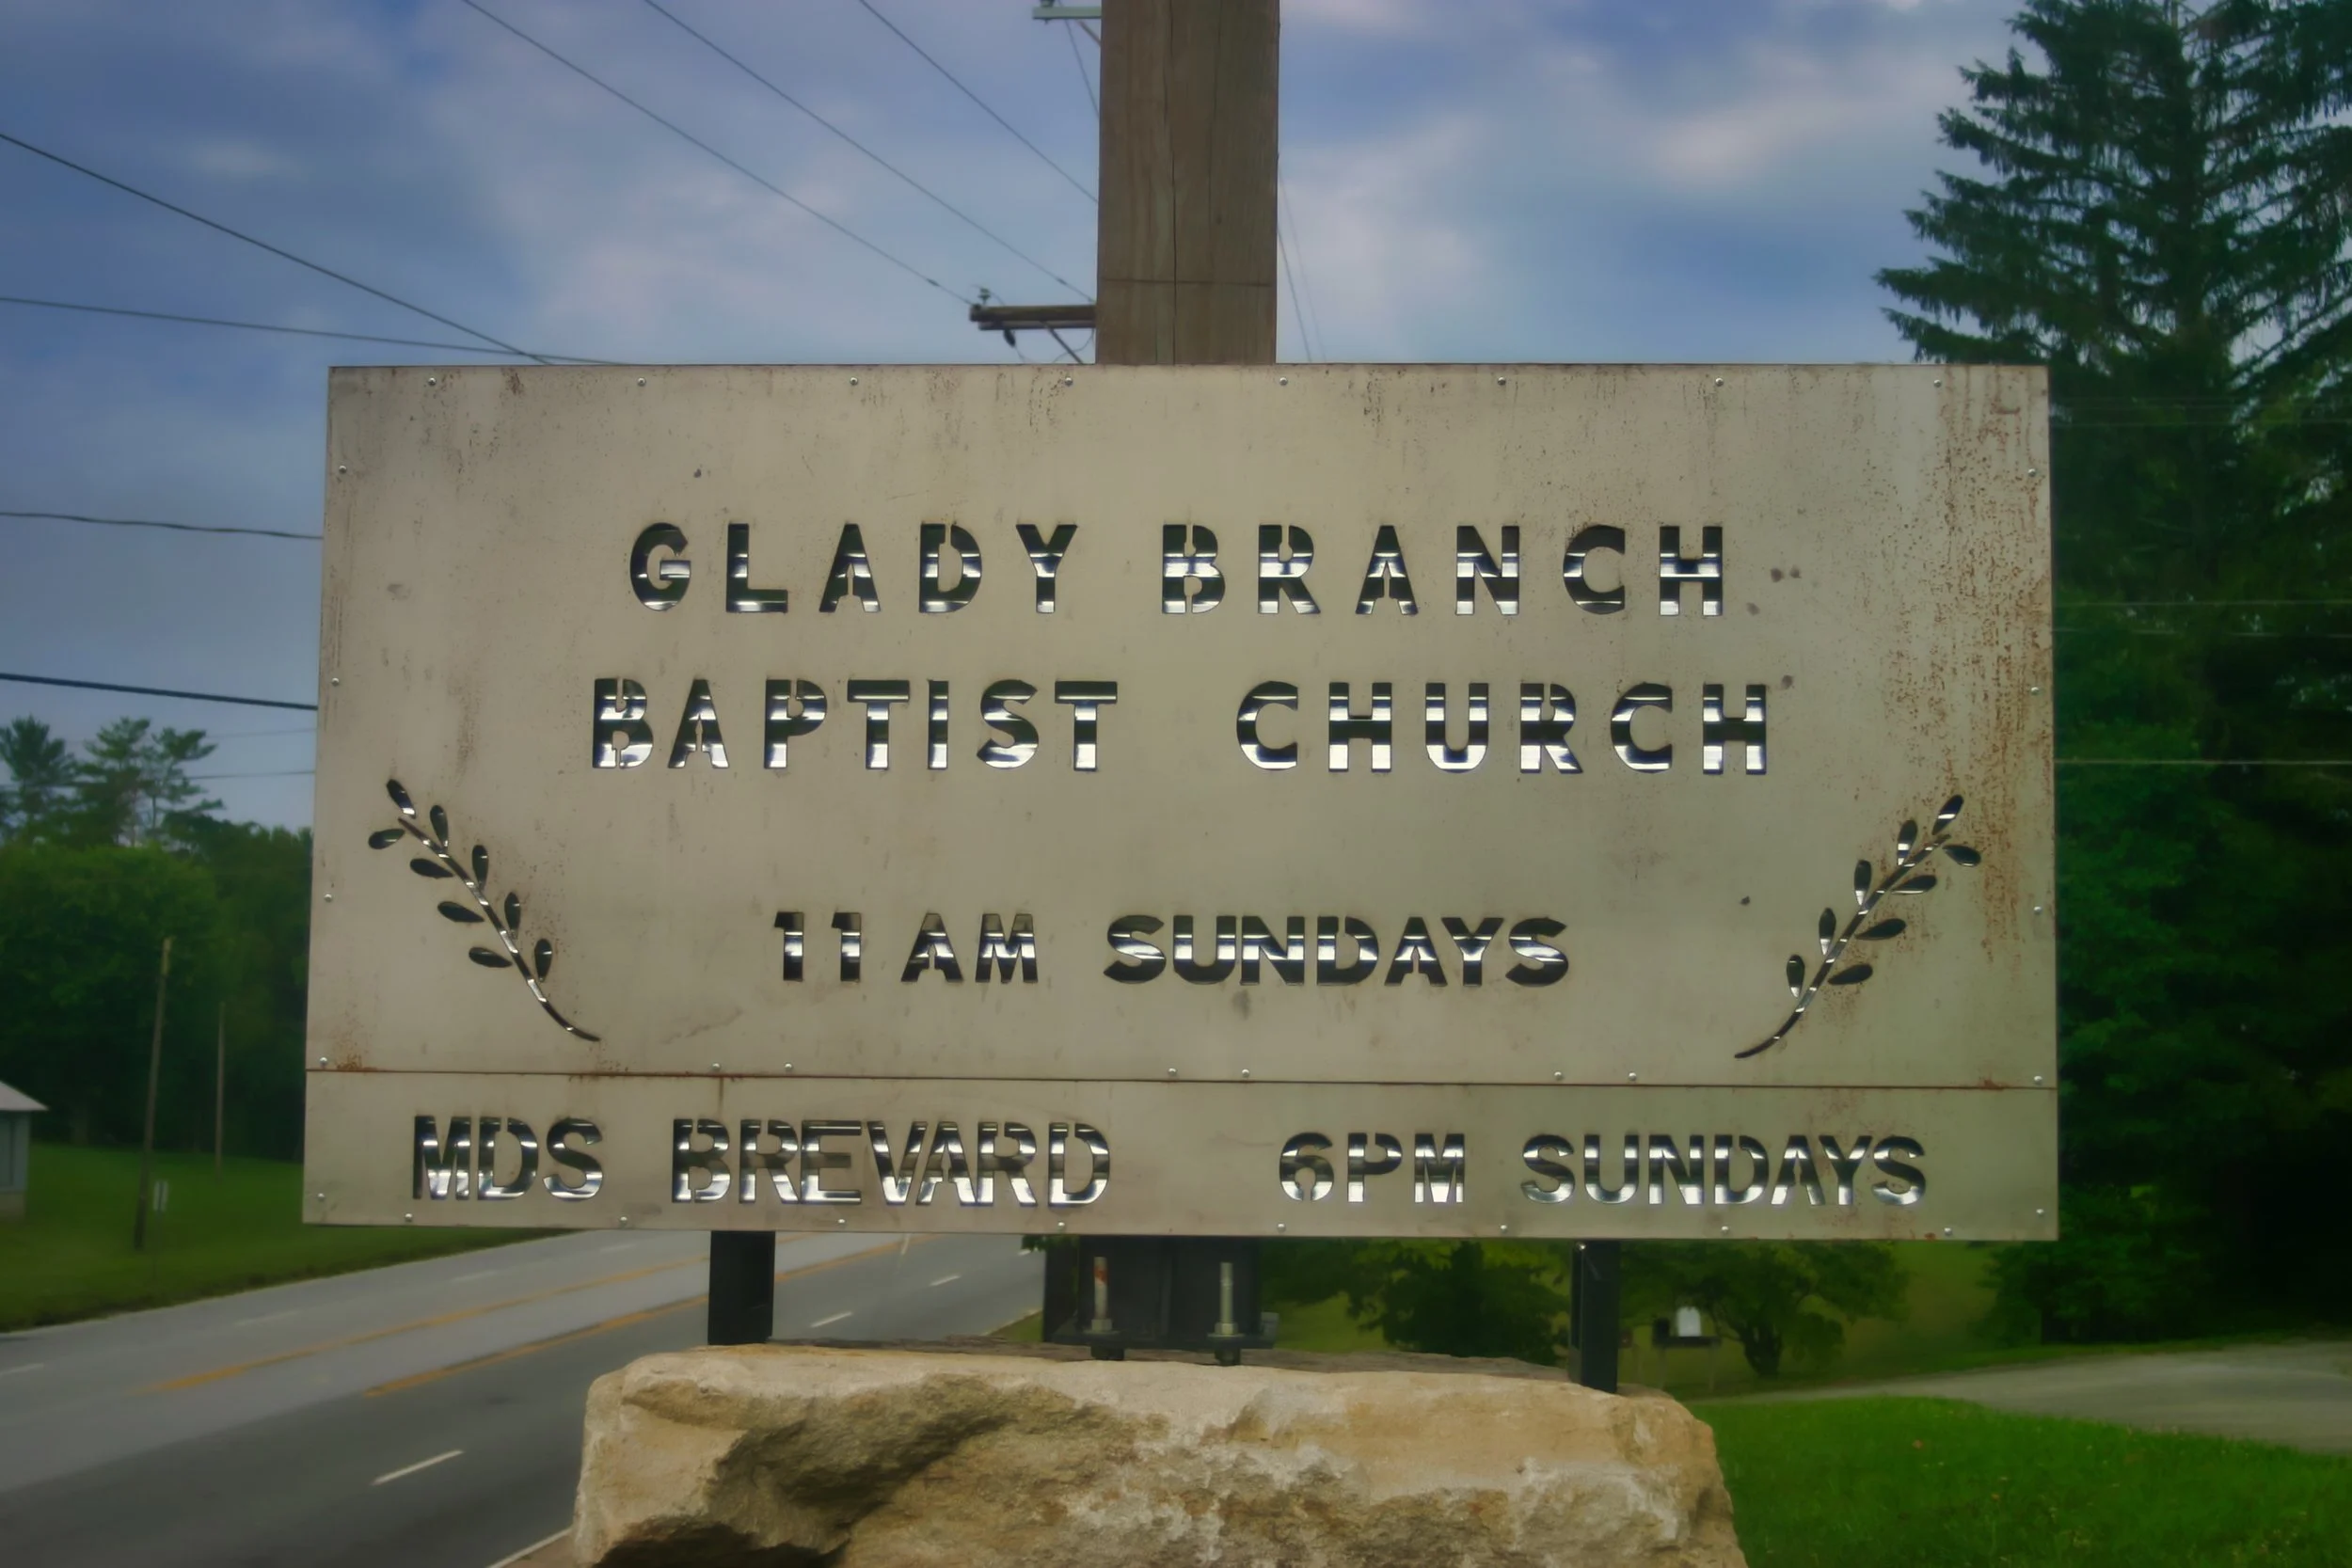 GLADY BRANCH
BAPTIST CHURCH
11 AM SUNDAYS
MDS BREVARD 6PM SUNDAYS